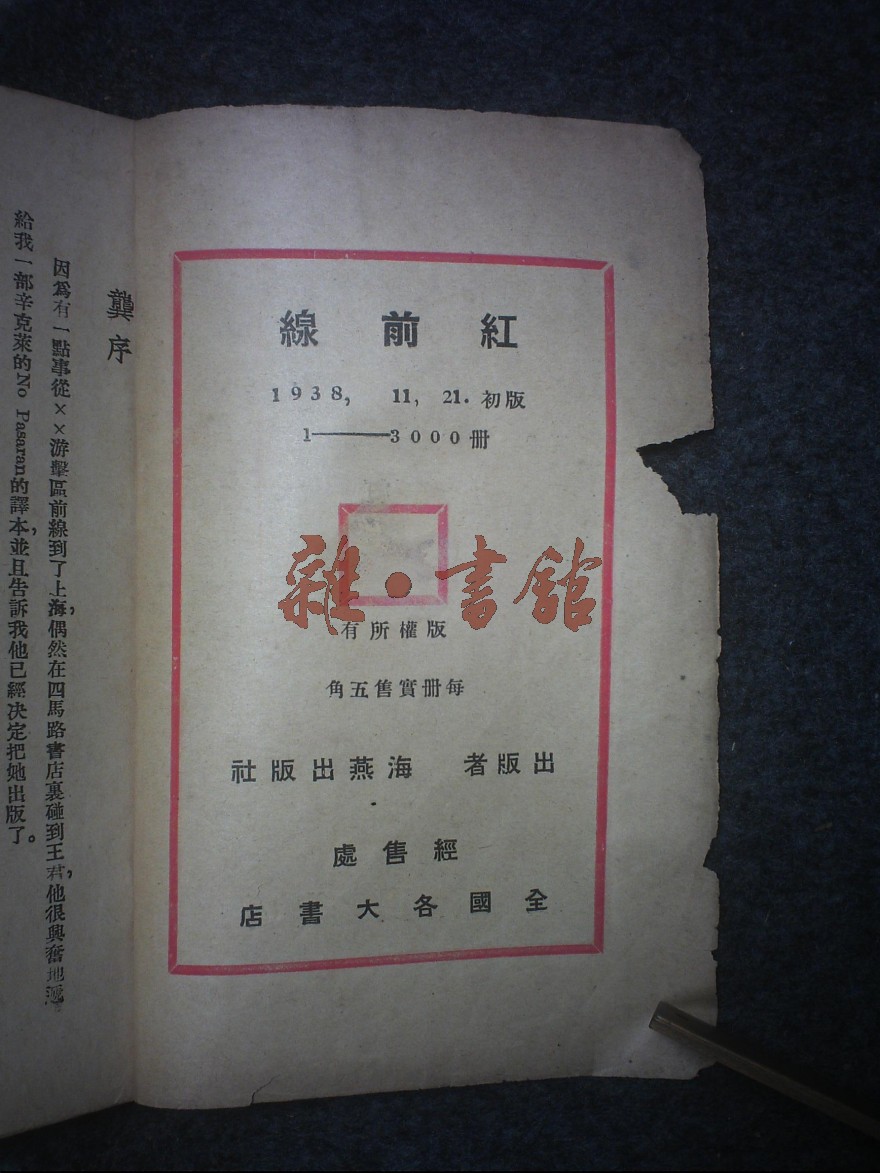 紅前線
1938, 11, 21. 初版
1——3000冊
雜·書館
版權所有
每冊實售五角
出版者 海燕出版社
經售處
全國各大書店
龔序
因爲有一點事從××游擊區前線到了上海，偶然在四馬路書店裏碰到王君，他很興奮地遞
給我一部辛克萊的No Pasaran的譯本，並且告訴我他已經決定把她出版了。